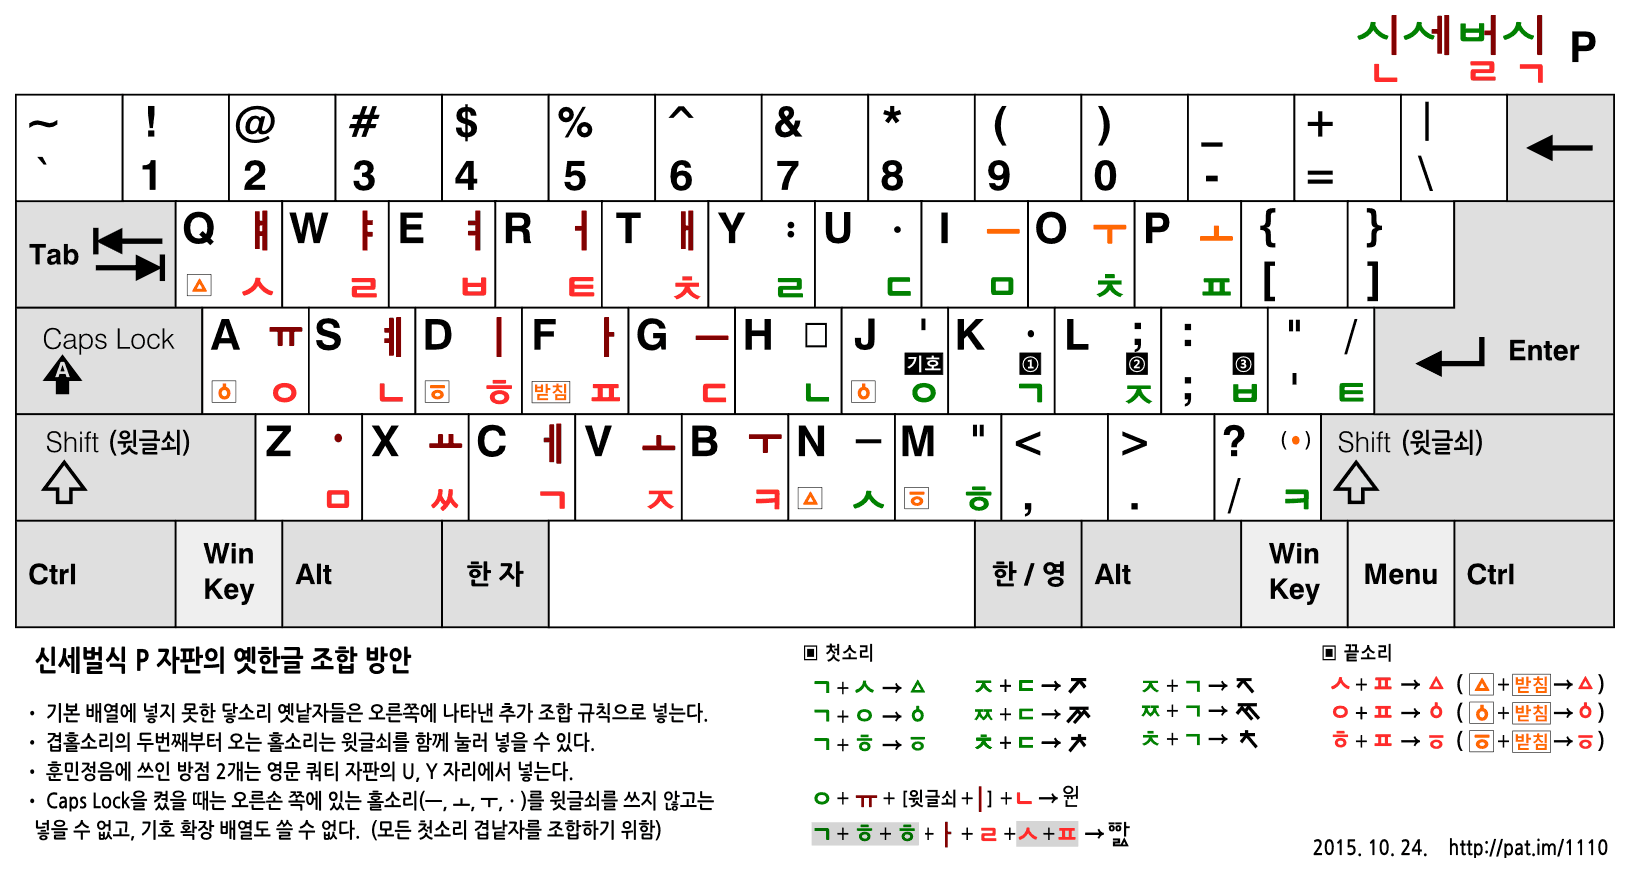 신세벌식 P
~ ! @ # $ % ^ & * ( ) _ + |
` 1 2 3 4 5 6 7 8 9 0 - = \
Tab Q ㅒ W ㅑ E ㅕ R ㅓ T ㅐ Y : U · I ㅡ O ㅜ P ㅗ { }
ㅿ ㅅ ㄹ ㅂ ㅌ ㅊ ㄹ ㄷ ㅁ ㅊ ㅍ [ ]
Caps Lock A ㅠ S ㅖ D ㅣ F ㅏ G ㅡ H □ J ' K · L ; : " / Enter
A ㆁ ㅇ ㄴ ㆆ ㅎ 받침 ㅍ ㄷ ㄴ ㆁ 기호 ㅇ ① ㄱ ② ㅈ ; ③ ㅂ ' ㅌ
Shift (윗글쇠) Z · X ㅛ C ㅔ V ㅗ B ㅜ N ㅡ M " < > ? (·) Shift (윗글쇠)
ㅁ ㅆ ㄱ ㅈ ㅋ ㅿ ㅅ ㆆ ㅎ , . / ㅋ
Ctrl Win Key Alt 한 자 한 / 영 Alt Win Key Menu Ctrl
신세벌식 P 자판의 옛한글 조합 방안
· 기본 배열에 넣지 못한 닿소리 옛낱자들은 오른쪽에 나타낸 추가 조합 규칙으로 넣는다.
· 겹홀소리의 두번째부터 오는 홀소리는 윗글쇠를 함께 눌러 넣을 수 있다.
· 훈민정음에 쓰인 방점 2개는 영문 쿼티 자판의 U, Y 자리에서 넣는다.
· Caps Lock을 켰을 때는 오른손 쪽에 있는 홀소리(ㅡ, ㅗ, ㅜ, ·)를 윗글쇠를 쓰지 않고는
넣을 수 없고, 기호 확장 배열도 쓸 수 없다. (모든 첫소리 겹낱자를 조합하기 위함)
▣ 첫소리
ㄱ + ㅅ → ㅿ ㅈ + ㄷ → ㅾ ㅈ + ㄱ → ㅼ
ㄱ + ㅇ → ㆁ ㅉ + ㄷ → ᅑ ㅉ + ㄱ → ᅏ
ㄱ + ㅎ → ㆆ ㅊ + ㄷ → ᅕ ㅊ + ㄱ → ᅔ
ㅇ + ㅠ + [윗글쇠 + ㅣ] + ㄴ → 윈
ㄱ + ㅎ + ㅎ + ㅏ + ㄹ + ㅅ + ㅍ →
▣ 끝소리
ㅅ + ㅍ → ㅿ ( ㅿ + 받침 → ㅿ )
ㅇ + ㅍ → ㆁ ( ㆁ + 받침 → ㆁ )
ㅎ + ㅍ → ㆆ ( ㆆ + 받침 → ㆆ )
2015. 10. 24. http://pat.im/1110